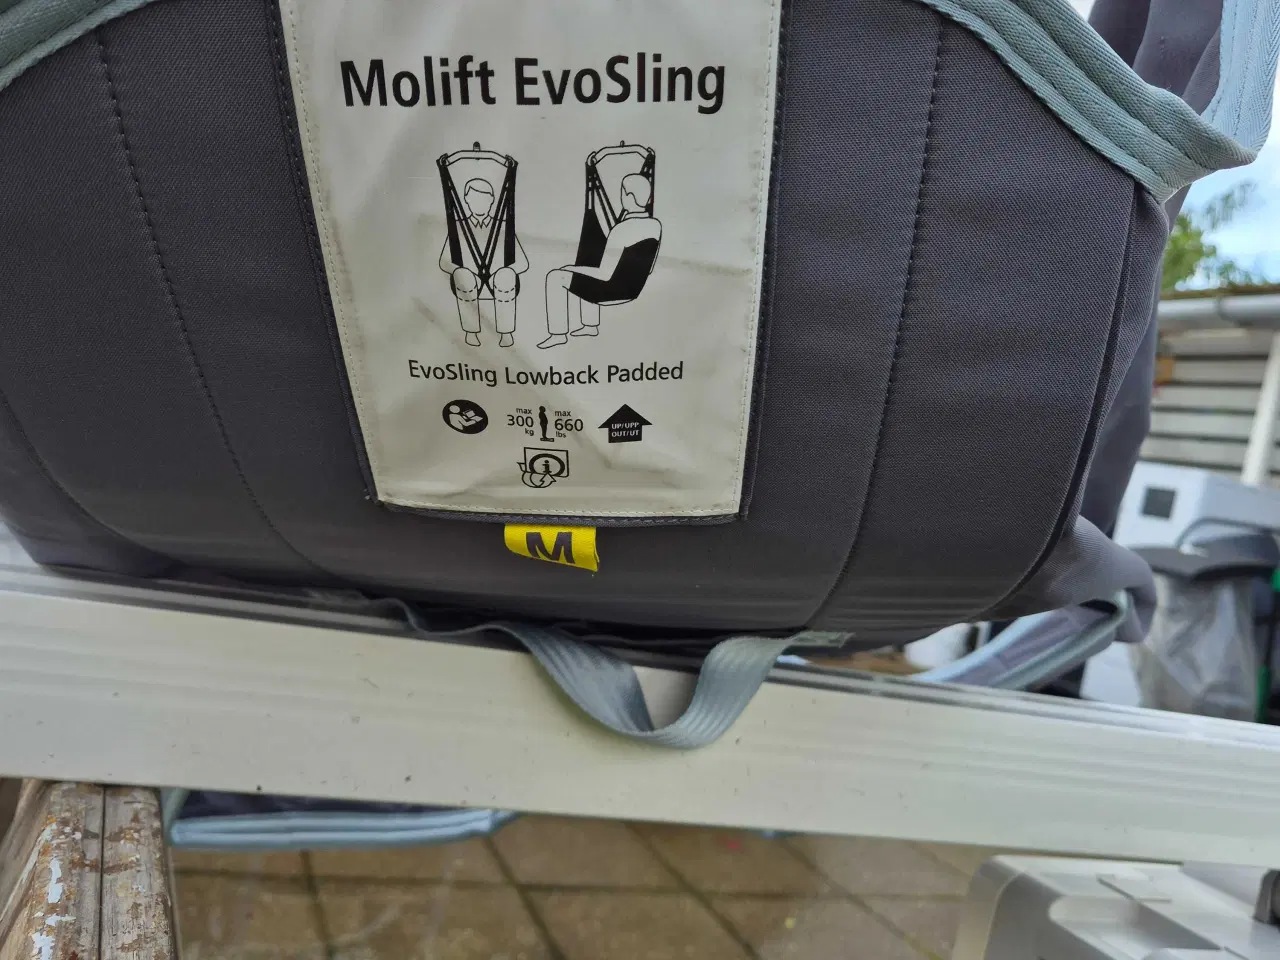 Molift EvoSling
EvoSling Lowback Padded
max
300
kg
max
660
lbs
UP/UPP
OUT/UT
M